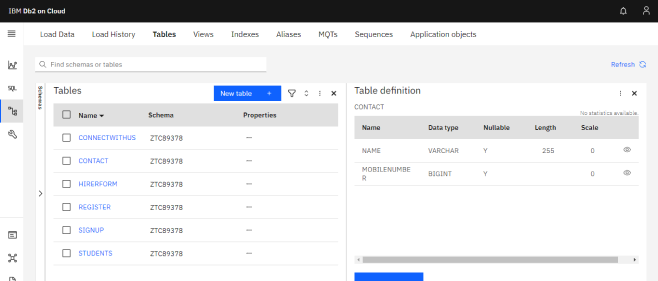 IBM Db2 on Cloud
Load Data Load History Tables Views Indexes Aliases MQTs Sequences Application objects
Find schemas or tables
Refresh
Schemas
Tables
New table +
Name Schema Properties
CONNECTWITHUS ZTC89378 ---
CONTACT ZTC89378 ---
HIRERFORM ZTC89378 ---
REGISTER ZTC89378 ---
SIGNUP ZTC89378 ---
STUDENTS ZTC89378 ---
Table definition
CONTACT
No statistics available.
Name Data type Nullable Length Scale
NAME VARCHAR Y 255 0
MOBILENUMBE
R BIGINT Y 0
SQL